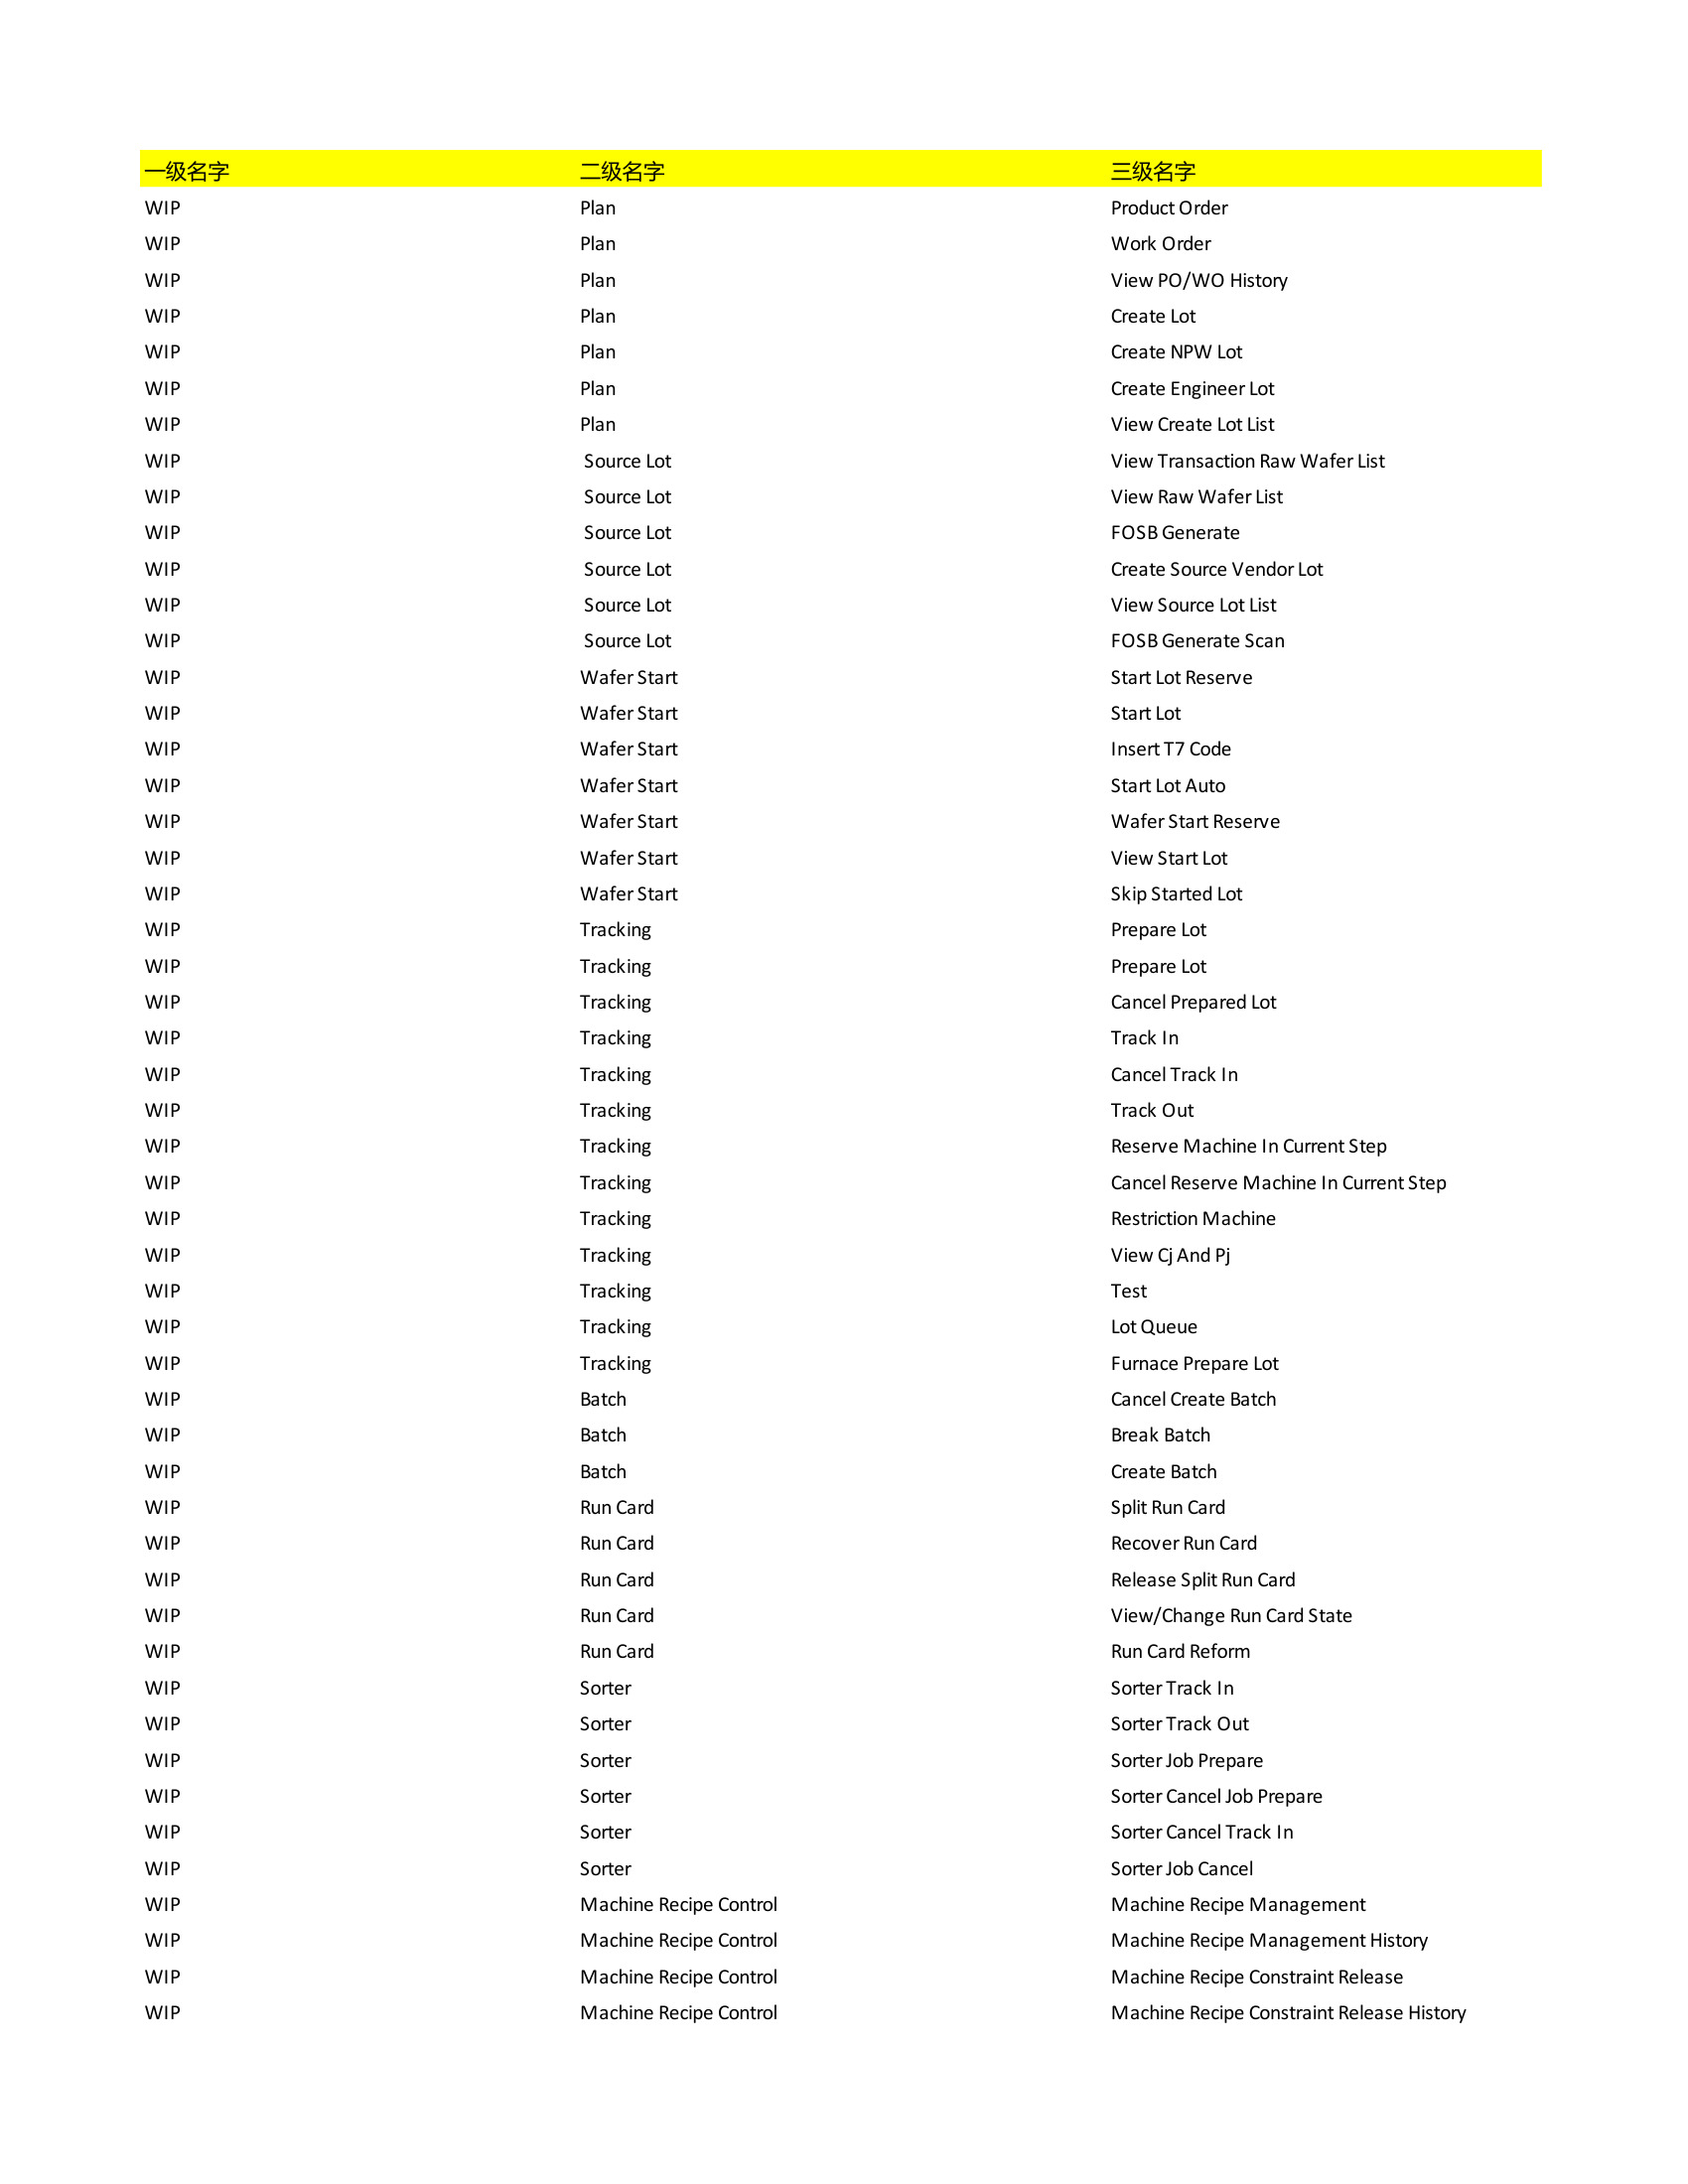 一级名字 二级名字 三级名字
WIP Plan Product Order
WIP Plan Work Order
WIP Plan View PO/WO History
WIP Plan Create Lot
WIP Plan Create NPW Lot
WIP Plan Create Engineer Lot
WIP Plan View Create Lot List
WIP Source Lot View Transaction Raw Wafer List
WIP Source Lot View Raw Wafer List
WIP Source Lot FOSB Generate
WIP Source Lot Create Source Vendor Lot
WIP Source Lot View Source Lot List
WIP Source Lot FOSB Generate Scan
WIP Wafer Start Start Lot Reserve
WIP Wafer Start Start Lot
WIP Wafer Start Insert T7 Code
WIP Wafer Start Start Lot Auto
WIP Wafer Start Wafer Start Reserve
WIP Wafer Start View Start Lot
WIP Wafer Start Skip Started Lot
WIP Tracking Prepare Lot
WIP Tracking Prepare Lot
WIP Tracking Cancel Prepared Lot
WIP Tracking Track In
WIP Tracking Cancel Track In
WIP Tracking Track Out
WIP Tracking Reserve Machine In Current Step
WIP Tracking Cancel Reserve Machine In Current Step
WIP Tracking Restriction Machine
WIP Tracking View Cj And Pj
WIP Tracking Test
WIP Tracking Lot Queue
WIP Tracking Furnace Prepare Lot
WIP Batch Cancel Create Batch
WIP Batch Break Batch
WIP Batch Create Batch
WIP Run Card Split Run Card
WIP Run Card Recover Run Card
WIP Run Card Release Split Run Card
WIP Run Card View/Change Run Card State
WIP Run Card Run Card Reform
WIP Sorter Sorter Track In
WIP Sorter Sorter Track Out
WIP Sorter Sorter Job Prepare
WIP Sorter Sorter Cancel Job Prepare
WIP Sorter Sorter Cancel Track In
WIP Sorter Sorter Job Cancel
WIP Machine Recipe Control Machine Recipe Management
WIP Machine Recipe Control Machine Recipe Management History
WIP Machine Recipe Control Machine Recipe Constraint Release
WIP Machine Recipe Control Machine Recipe Constraint Release History